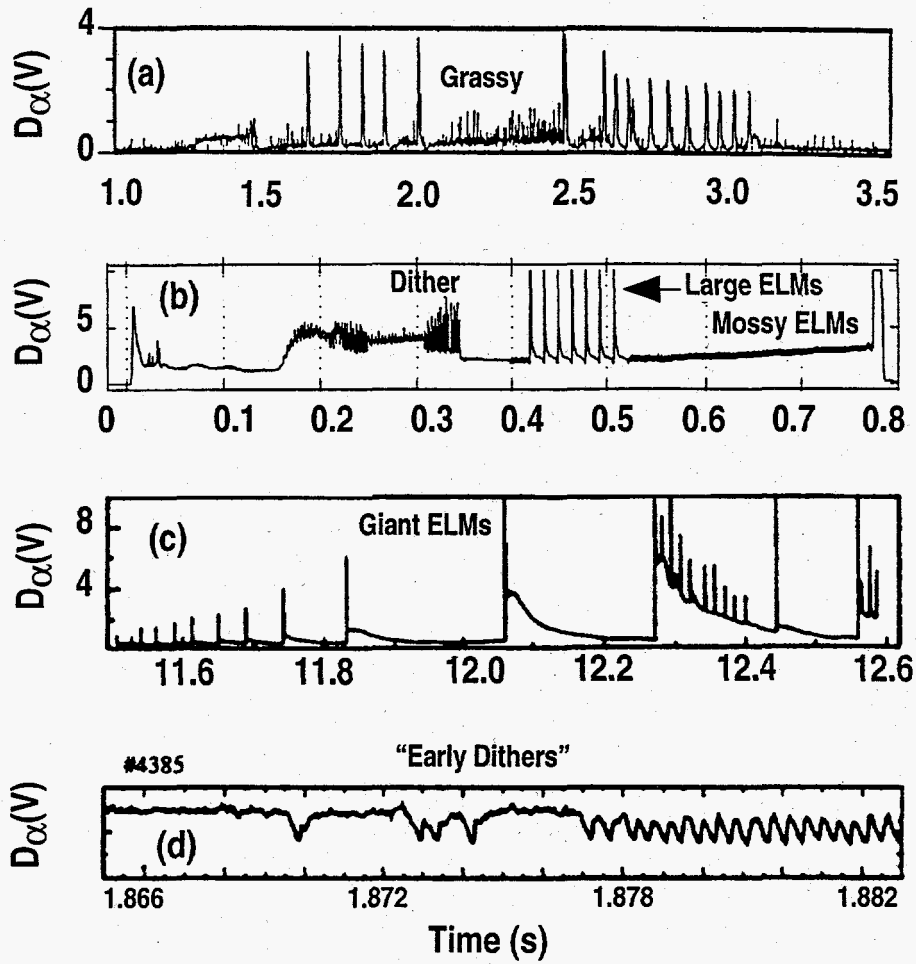 4
(a)
Grassy
Dα(V)
0
1.0 1.5 2.0 2.5 3.0 3.5
(b)
Dither
Large ELMs
Mossy ELMs
Dα(V)
5
0
0 0.1 0.2 0.3 0.4 0.5 0.6 0.7 0.8
8
(c)
Giant ELMs
Dα(V)
4
11.6 11.8 12.0 12.2 12.4 12.6
#4385
“Early Dithers”
Dα(V)
(d)
1.866 1.872 1.878 1.882
Time (s)